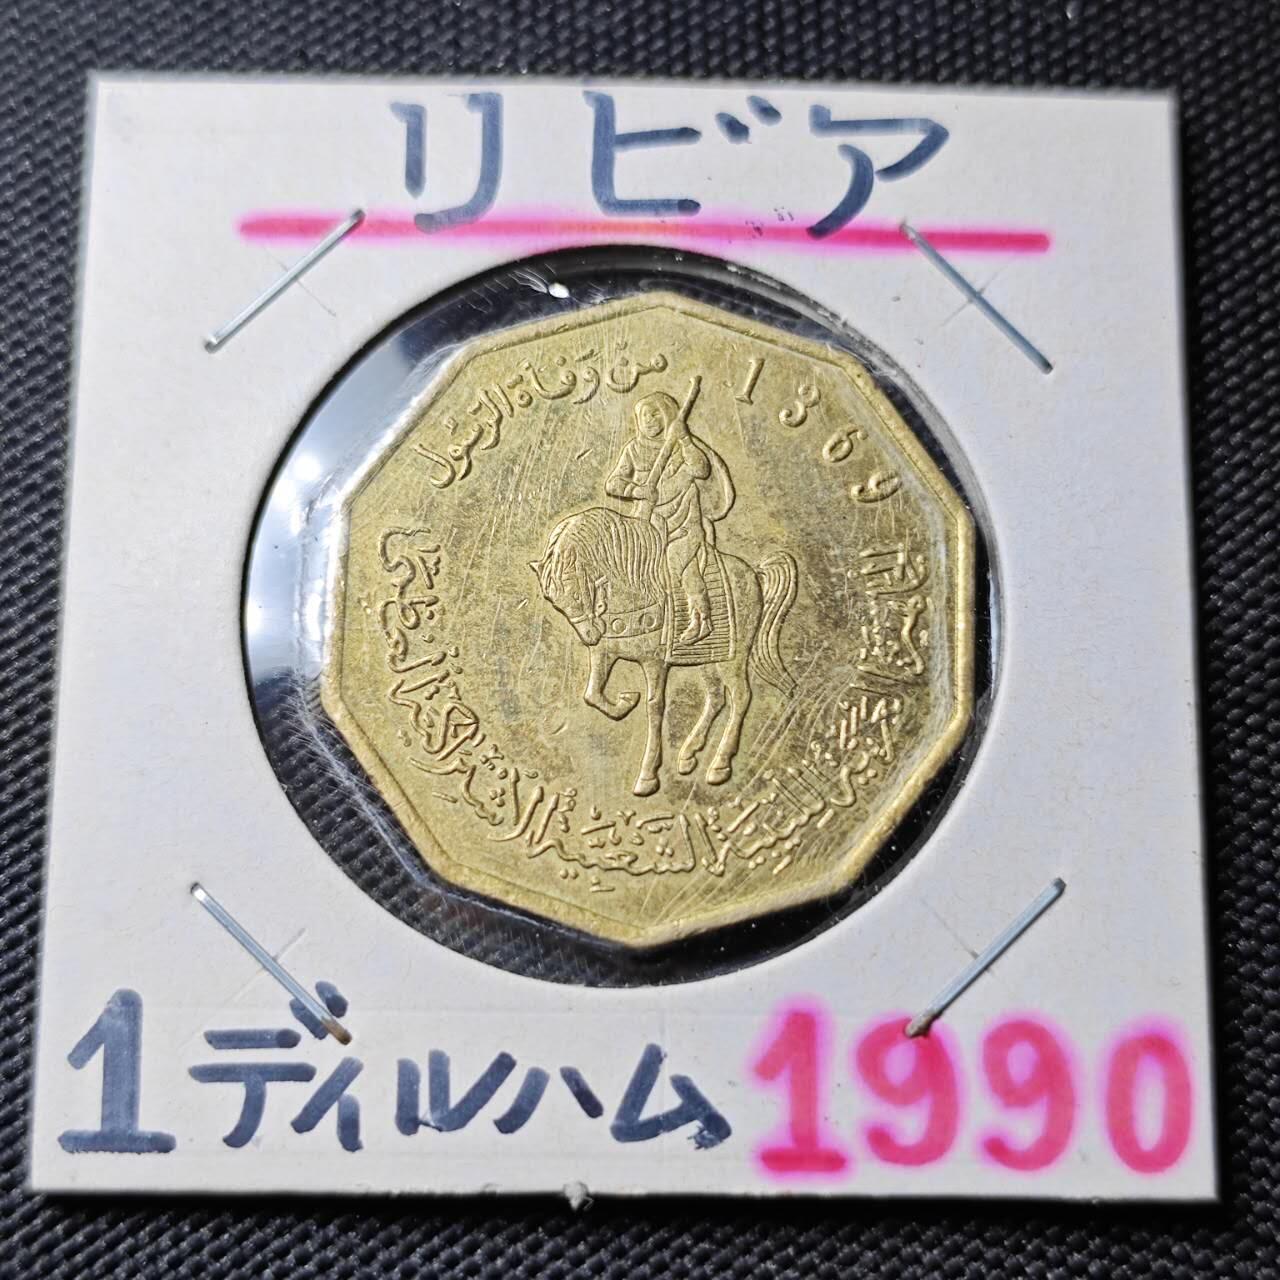 リビア
من وفاة الرسول
1369
الجماهيرية العربية الليبية الشعبية الاشتراكية العظمى
1ディルハム 1990